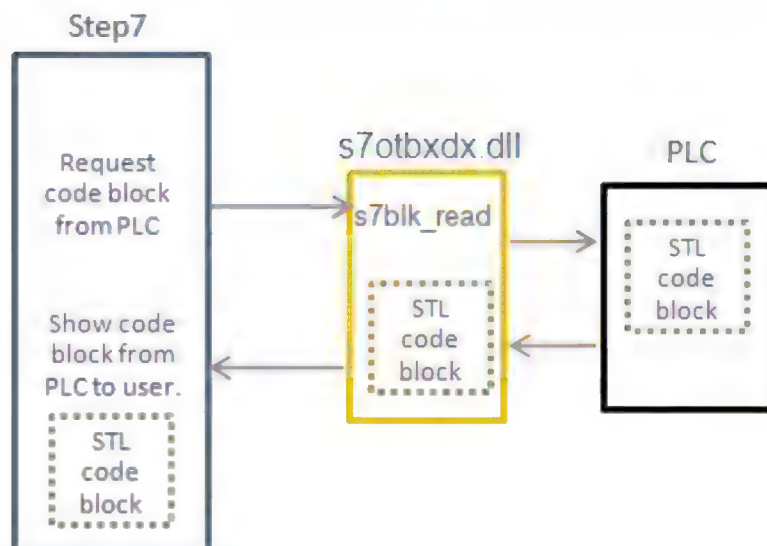 Step7
Request
code block
from PLC
Show code
block from
PLC to user.
STL
code
block
s7otbxdx.dll
s7blk_read
STL
code
block
PLC
STL
code
block